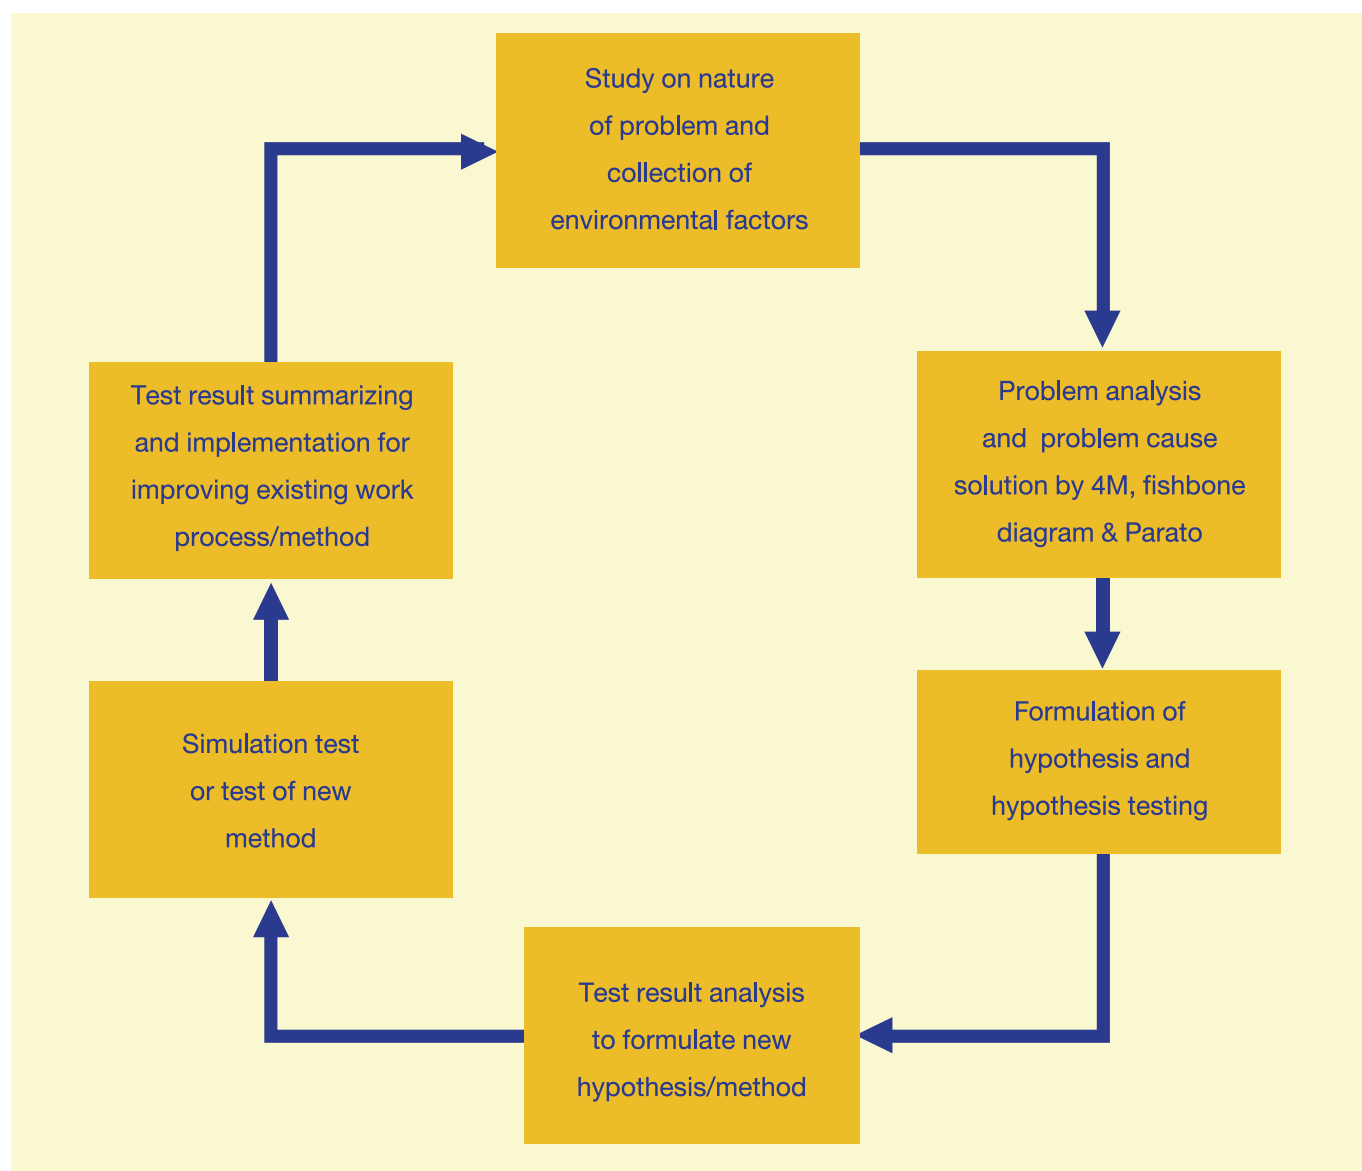 Study on nature
of problem and
collection of
environmental factors
Problem analysis
and problem cause
solution by 4M, fishbone
diagram & Parato
Formulation of
hypothesis and
hypothesis testing
Test result analysis
to formulate new
hypothesis/method
Simulation test
or test of new
method
Test result summarizing
and implementation for
improving existing work
process/method